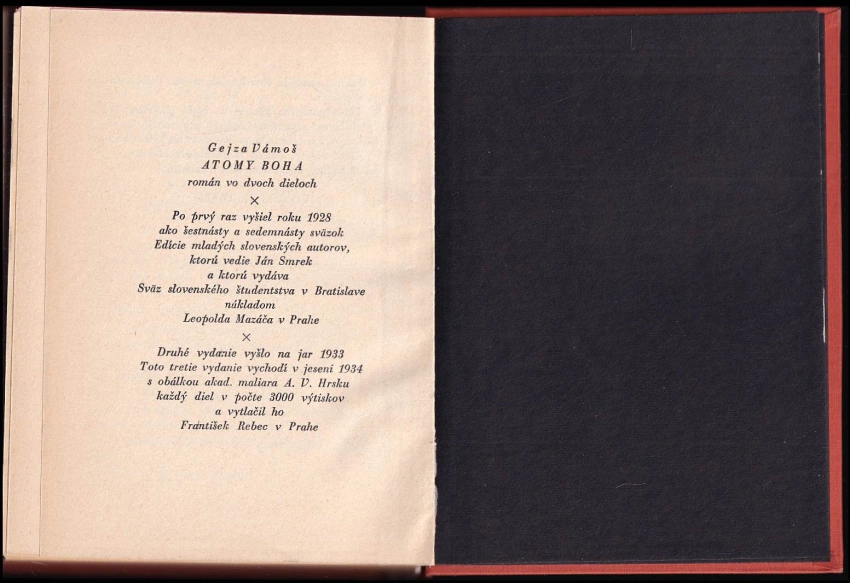 Gejza Vámoš
ATOMY BOHA
román vo dvoch dieloch
×
Po prvý raz vyšiel roku 1928
ako šestnásty a sedemnásty sväzok
Edície mladých slovenských autorov,
ktorú vedie Ján Smrek
a ktorú vydáva
Sväz slovenského študentstva v Bratislave
nákladom
Leopolda Mazáča v Prahe
×
Druhé vydanie vyšlo na jar 1933
Toto tretie vydanie vychodí v jeseni 1934
s obálkou akad. maliara A. V. Hrsku
každý diel v počte 3000 výtiskov
a vytlačil ho
František Rebec v Prahe